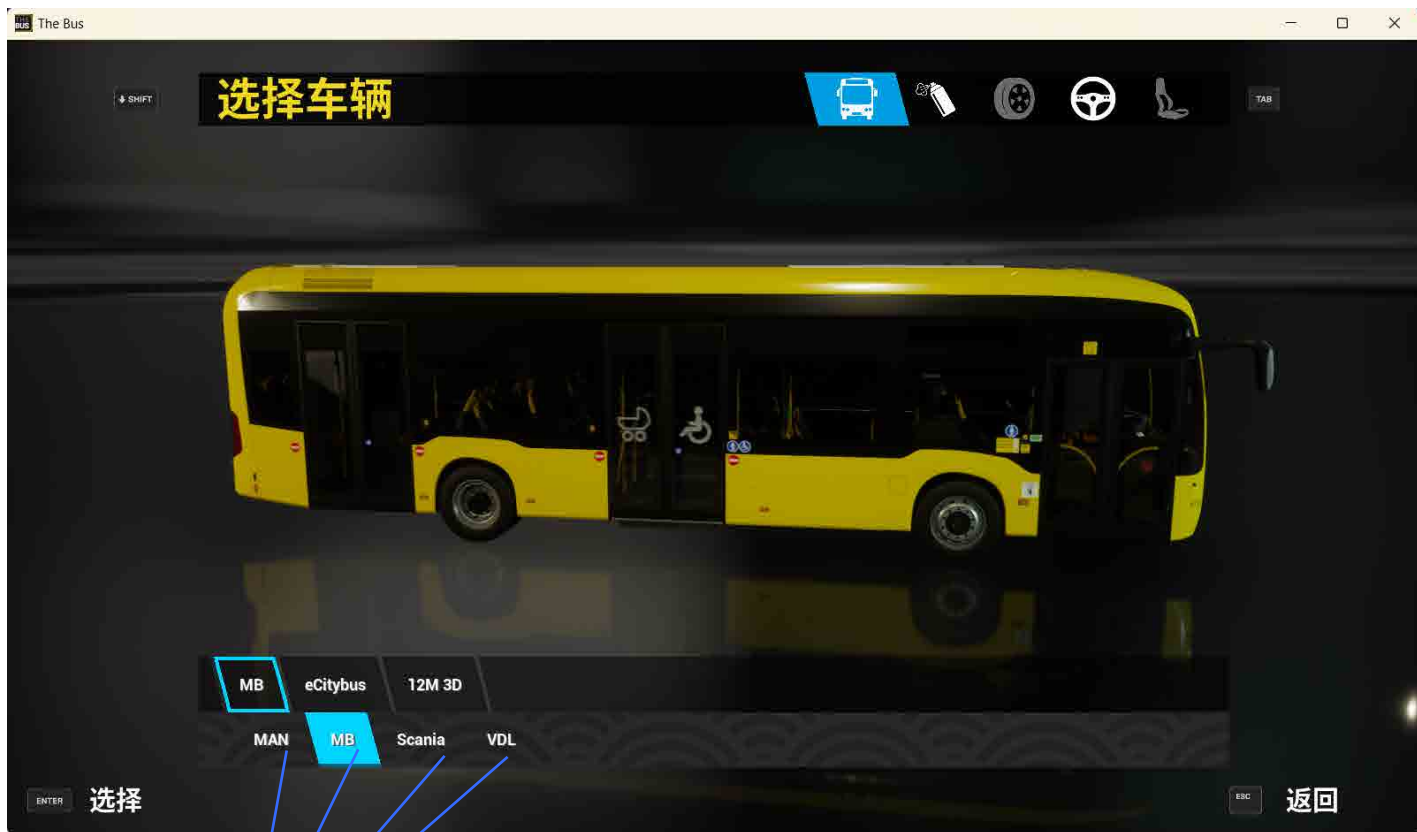 The Bus
SHIFT
选择车辆
TAB
MB eCitybus 12M 3D
MAN MB Scania VDL
ENTER 选择
ESC 返回